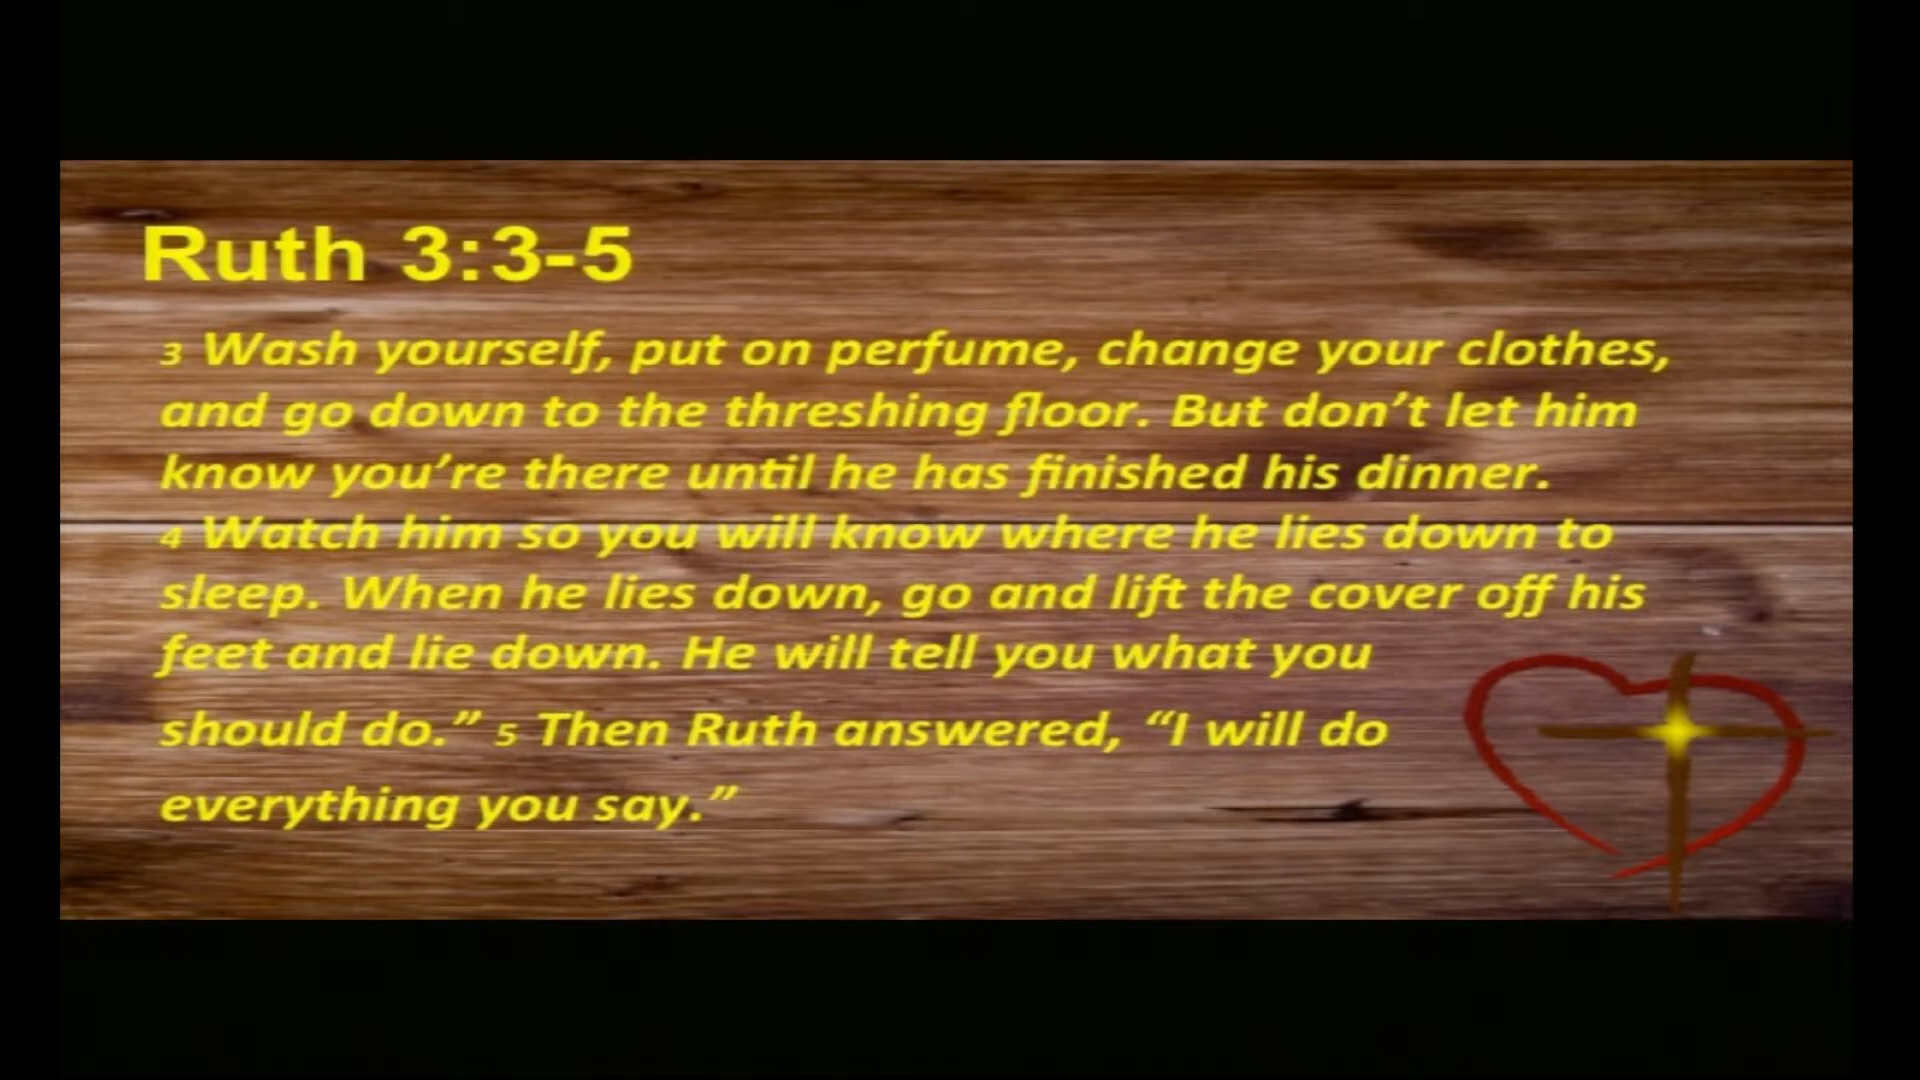 Ruth 3:3-5
3 Wash yourself, put on perfume, change your clothes,
and go down to the threshing floor. But don’t let him
know you’re there until he has finished his dinner.
4 Watch him so you will know where he lies down to
sleep. When he lies down, go and lift the cover off his
feet and lie down. He will tell you what you
should do.” 5 Then Ruth answered, “I will do
everything you say.”